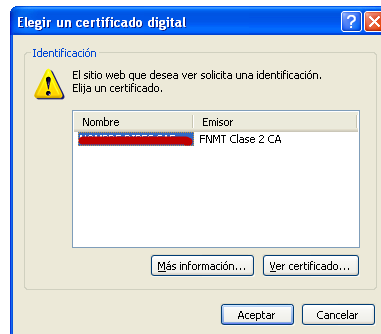 Elegir un certificado digital
Identificación
El sitio web que desea ver solicita una identificación.
Elija un certificado.
Nombre Emisor
FNMT Clase 2 CA
Más información... Ver certificado...
Aceptar Cancelar